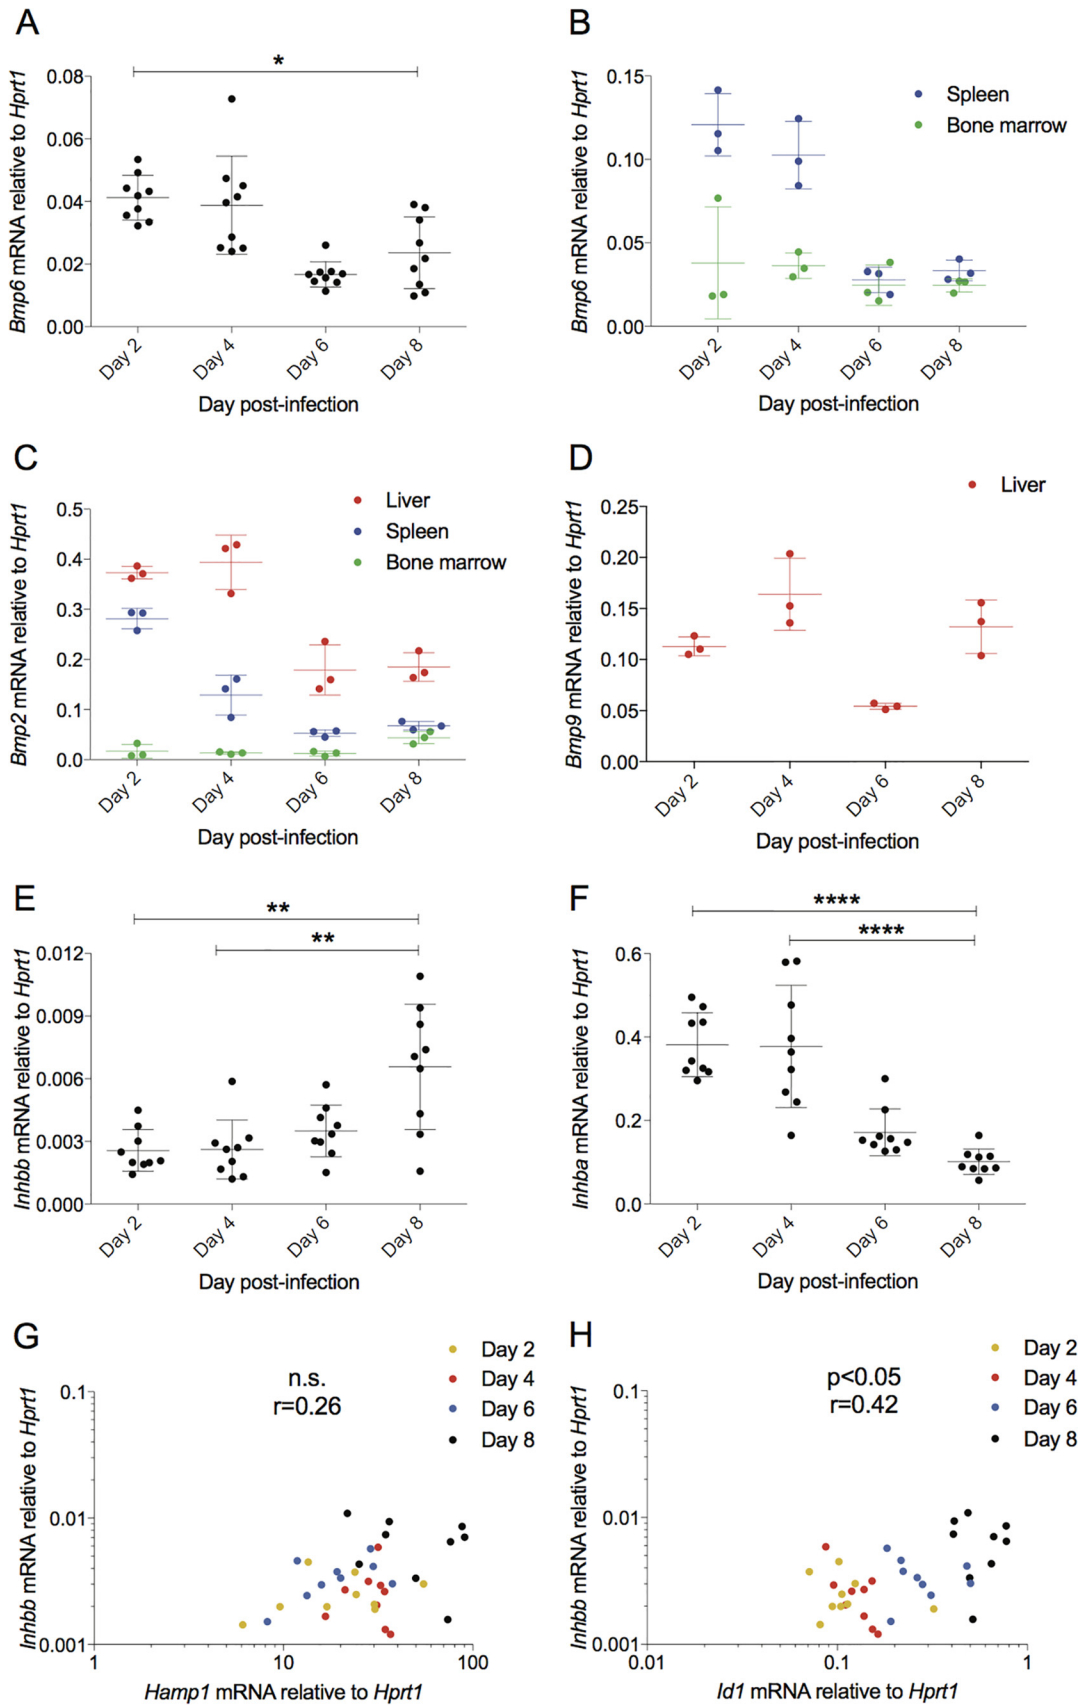 A
*
Bmp6 mRNA relative to Hprt1
0.08
0.06
0.04
0.02
0.00
Day 2
Day 4
Day 6
Day 8
Day post-infection
B
Bmp6 mRNA relative to Hprt1
0.15
0.10
0.05
0.00
Spleen
Bone marrow
Day 2
Day 4
Day 6
Day 8
Day post-infection
C
Bmp2 mRNA relative to Hprt1
0.5
0.4
0.3
0.2
0.1
0.0
Liver
Spleen
Bone marrow
Day 2
Day 4
Day 6
Day 8
Day post-infection
D
Bmp9 mRNA relative to Hprt1
0.25
0.20
0.15
0.10
0.05
0.00
Liver
Day 2
Day 4
Day 6
Day 8
Day post-infection
E
**
**
Inhbb mRNA relative to Hprt1
0.012
0.009
0.006
0.003
0.000
Day 2
Day 4
Day 6
Day 8
Day post-infection
F
****
****
Inhba mRNA relative to Hprt1
0.6
0.4
0.2
0.0
Day 2
Day 4
Day 6
Day 8
Day post-infection
G
Inhbb mRNA relative to Hprt1
0.1
0.01
0.001
n.s.
r=0.26
Day 2
Day 4
Day 6
Day 8
1
10
100
Hamp1 mRNA relative to Hprt1
H
Inhbb mRNA relative to Hprt1
0.1
0.01
0.001
p<0.05
r=0.42
Day 2
Day 4
Day 6
Day 8
0.01
0.1
1
Id1 mRNA relative to Hprt1